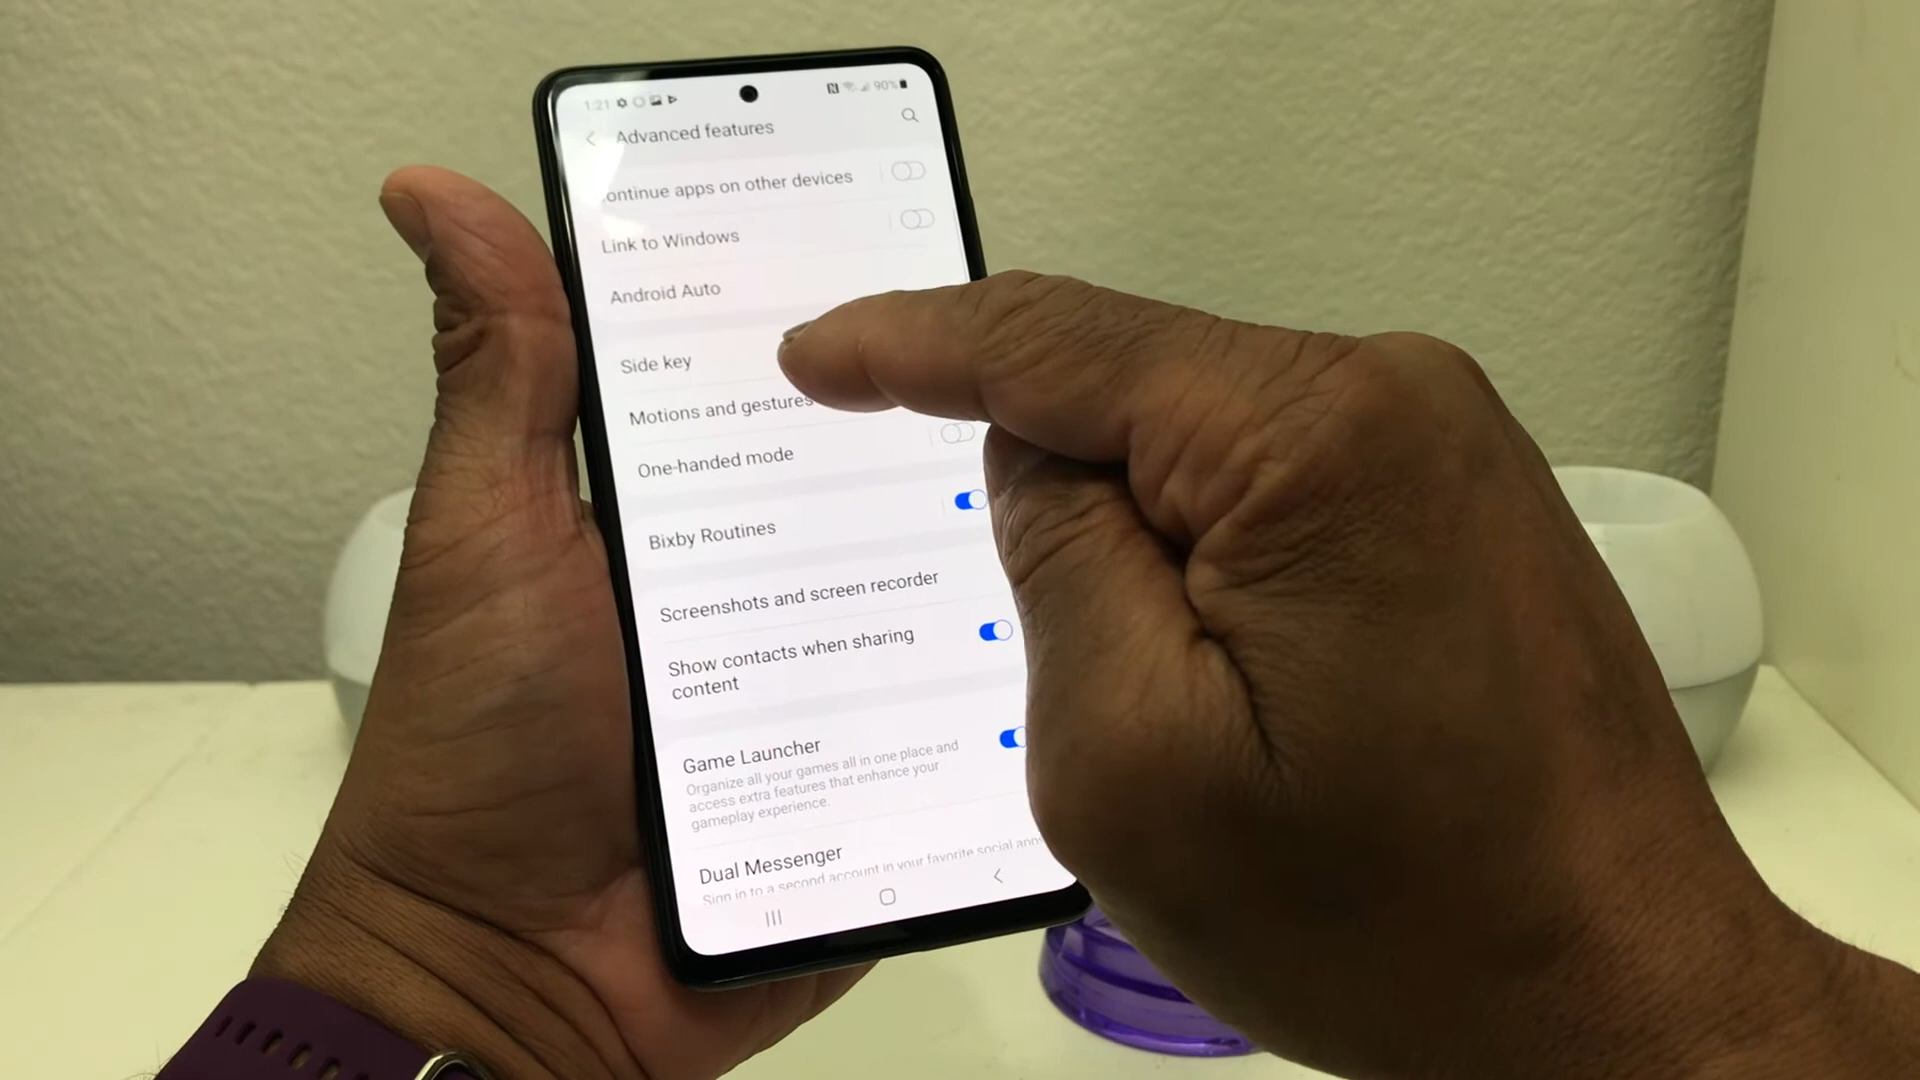 1:21 90%
Advanced features
ontinue apps on other devices
Link to Windows
Android Auto
Side key
Motions and gestures
One-handed mode
Bixby Routines
Screenshots and screen recorder
Show contacts when sharing
content
Game Launcher
Organize all your games all in one place and
access extra features that enhance your
gameplay experience.
Dual Messenger
Sign in to a second account in your favorite social app